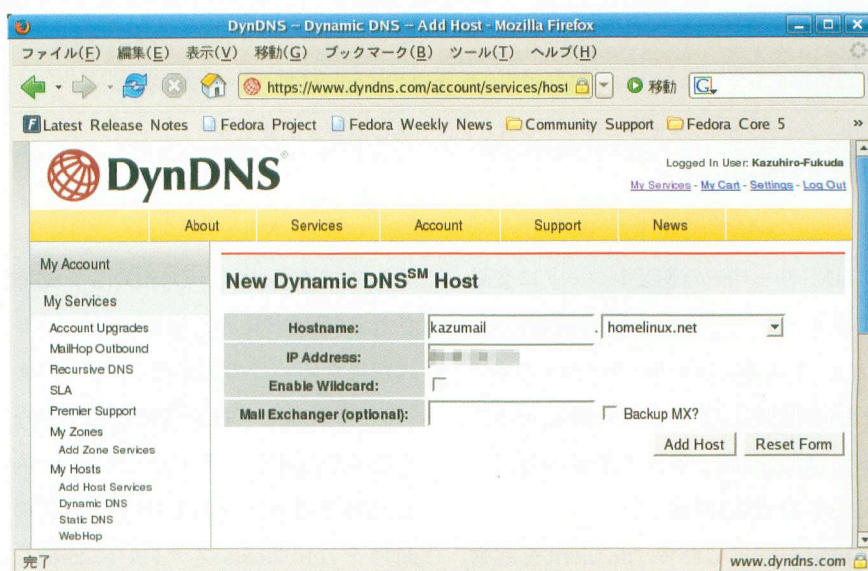 DynDNS -- Dynamic DNS -- Add Host - Mozilla Firefox
ファイル(F) 編集(E) 表示(V) 移動(G) ブックマーク(B) ツール(T) ヘルプ(H)
https://www.dyndns.com/account/services/host 移動 G
Latest Release Notes Fedora Project Fedora Weekly News Community Support Fedora Core 5 »
DynDNS®
Logged In User: Kazuhiro-Fukuda
My Services - My Cart - Settings - Log Out
About Services Account Support News
My Account
My Services
Account Upgrades
MailHop Outbound
Recursive DNS
SLA
Premier Support
My Zones
Add Zone Services
My Hosts
Add Host Services
Dynamic DNS
Static DNS
WebHop
New Dynamic DNS℠ Host
Hostname: kazumail . homelinux.net
IP Address:
Enable Wildcard:
Mail Exchanger (optional): Backup MX?
Add Host Reset Form
完了 www.dyndns.com